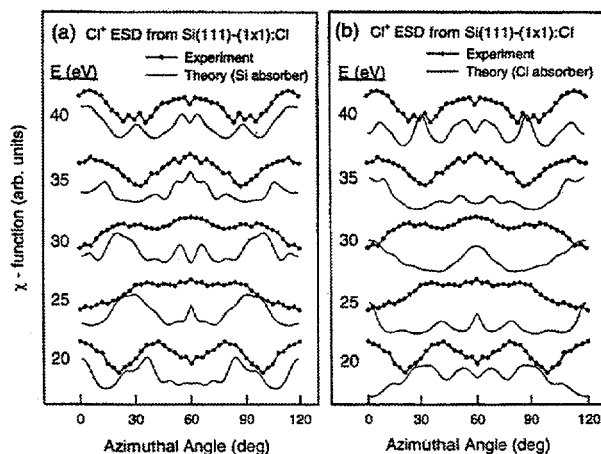 (a) Cl+ ESD from Si(111)-(1x1):Cl
E (eV)
Experiment
Theory (Si absorber)
40
35
30
25
20
0 30 60 90 120
Azimuthal Angle (deg)
χ - function (arb. units)
(b) Cl+ ESD from Si(111)-(1x1):Cl
E (eV)
Experiment
Theory (Cl absorber)
40
35
30
25
20
0 30 60 90 120
Azimuthal Angle (deg)